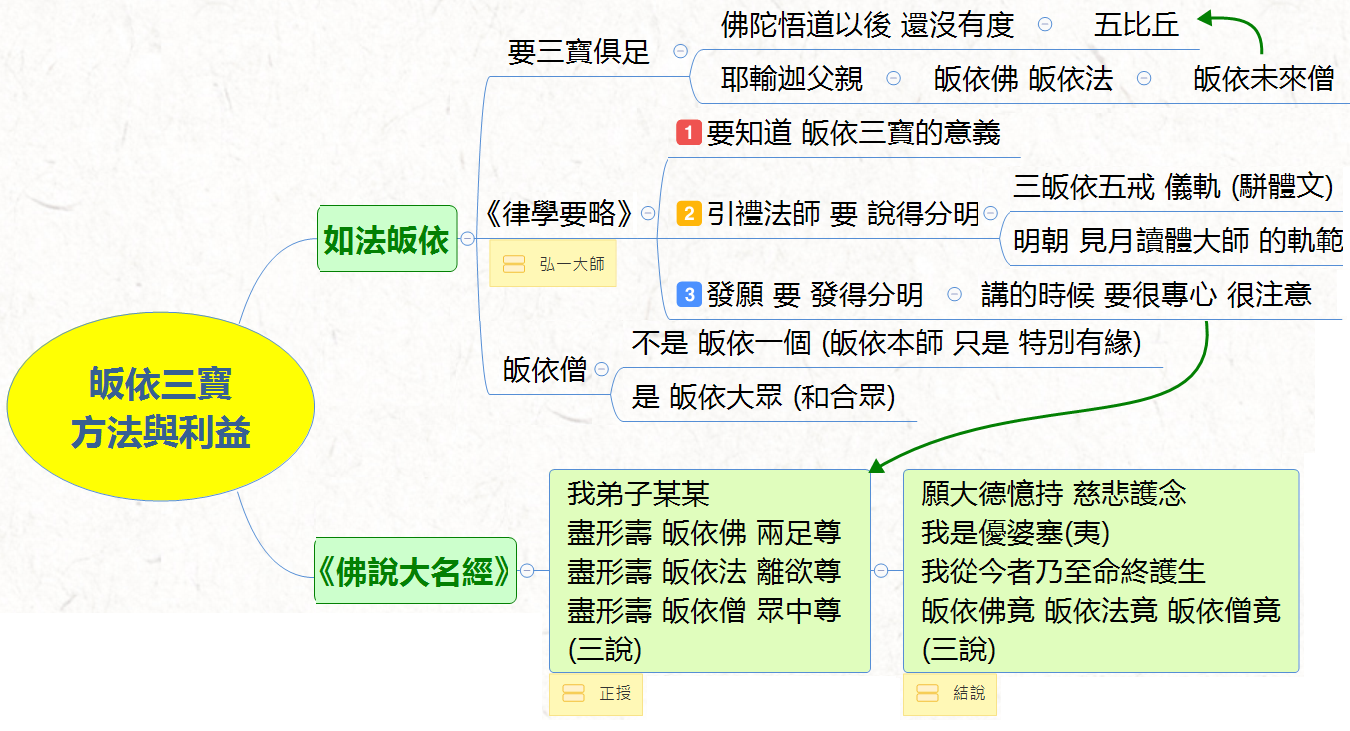 皈依三寶
方法與利益
如法皈依
要三寶俱足
佛陀悟道以後 還沒有度
五比丘
耶輸迦父親
皈依佛 皈依法
皈依未來僧
《律學要略》
弘一大師
1 要知道 皈依三寶的意義
2 引禮法師 要 說得分明
三皈依五戒 儀軌 (駢體文)
明朝 見月讀體大師 的軌範
3 發願 要 發得分明
講的時候 要很專心 很注意
皈依僧
不是 皈依一個 (皈依本師 只是 特別有緣)
是 皈依大眾 (和合眾)
《佛說大名經》
我弟子某某
盡形壽 皈依佛 兩足尊
盡形壽 皈依法 離欲尊
盡形壽 皈依僧 眾中尊
(三說)
正授
願大德憶持 慈悲護念
我是優婆塞(夷)
我從今者乃至命終護生
皈依佛竟 皈依法竟 皈依僧竟
(三說)
結說